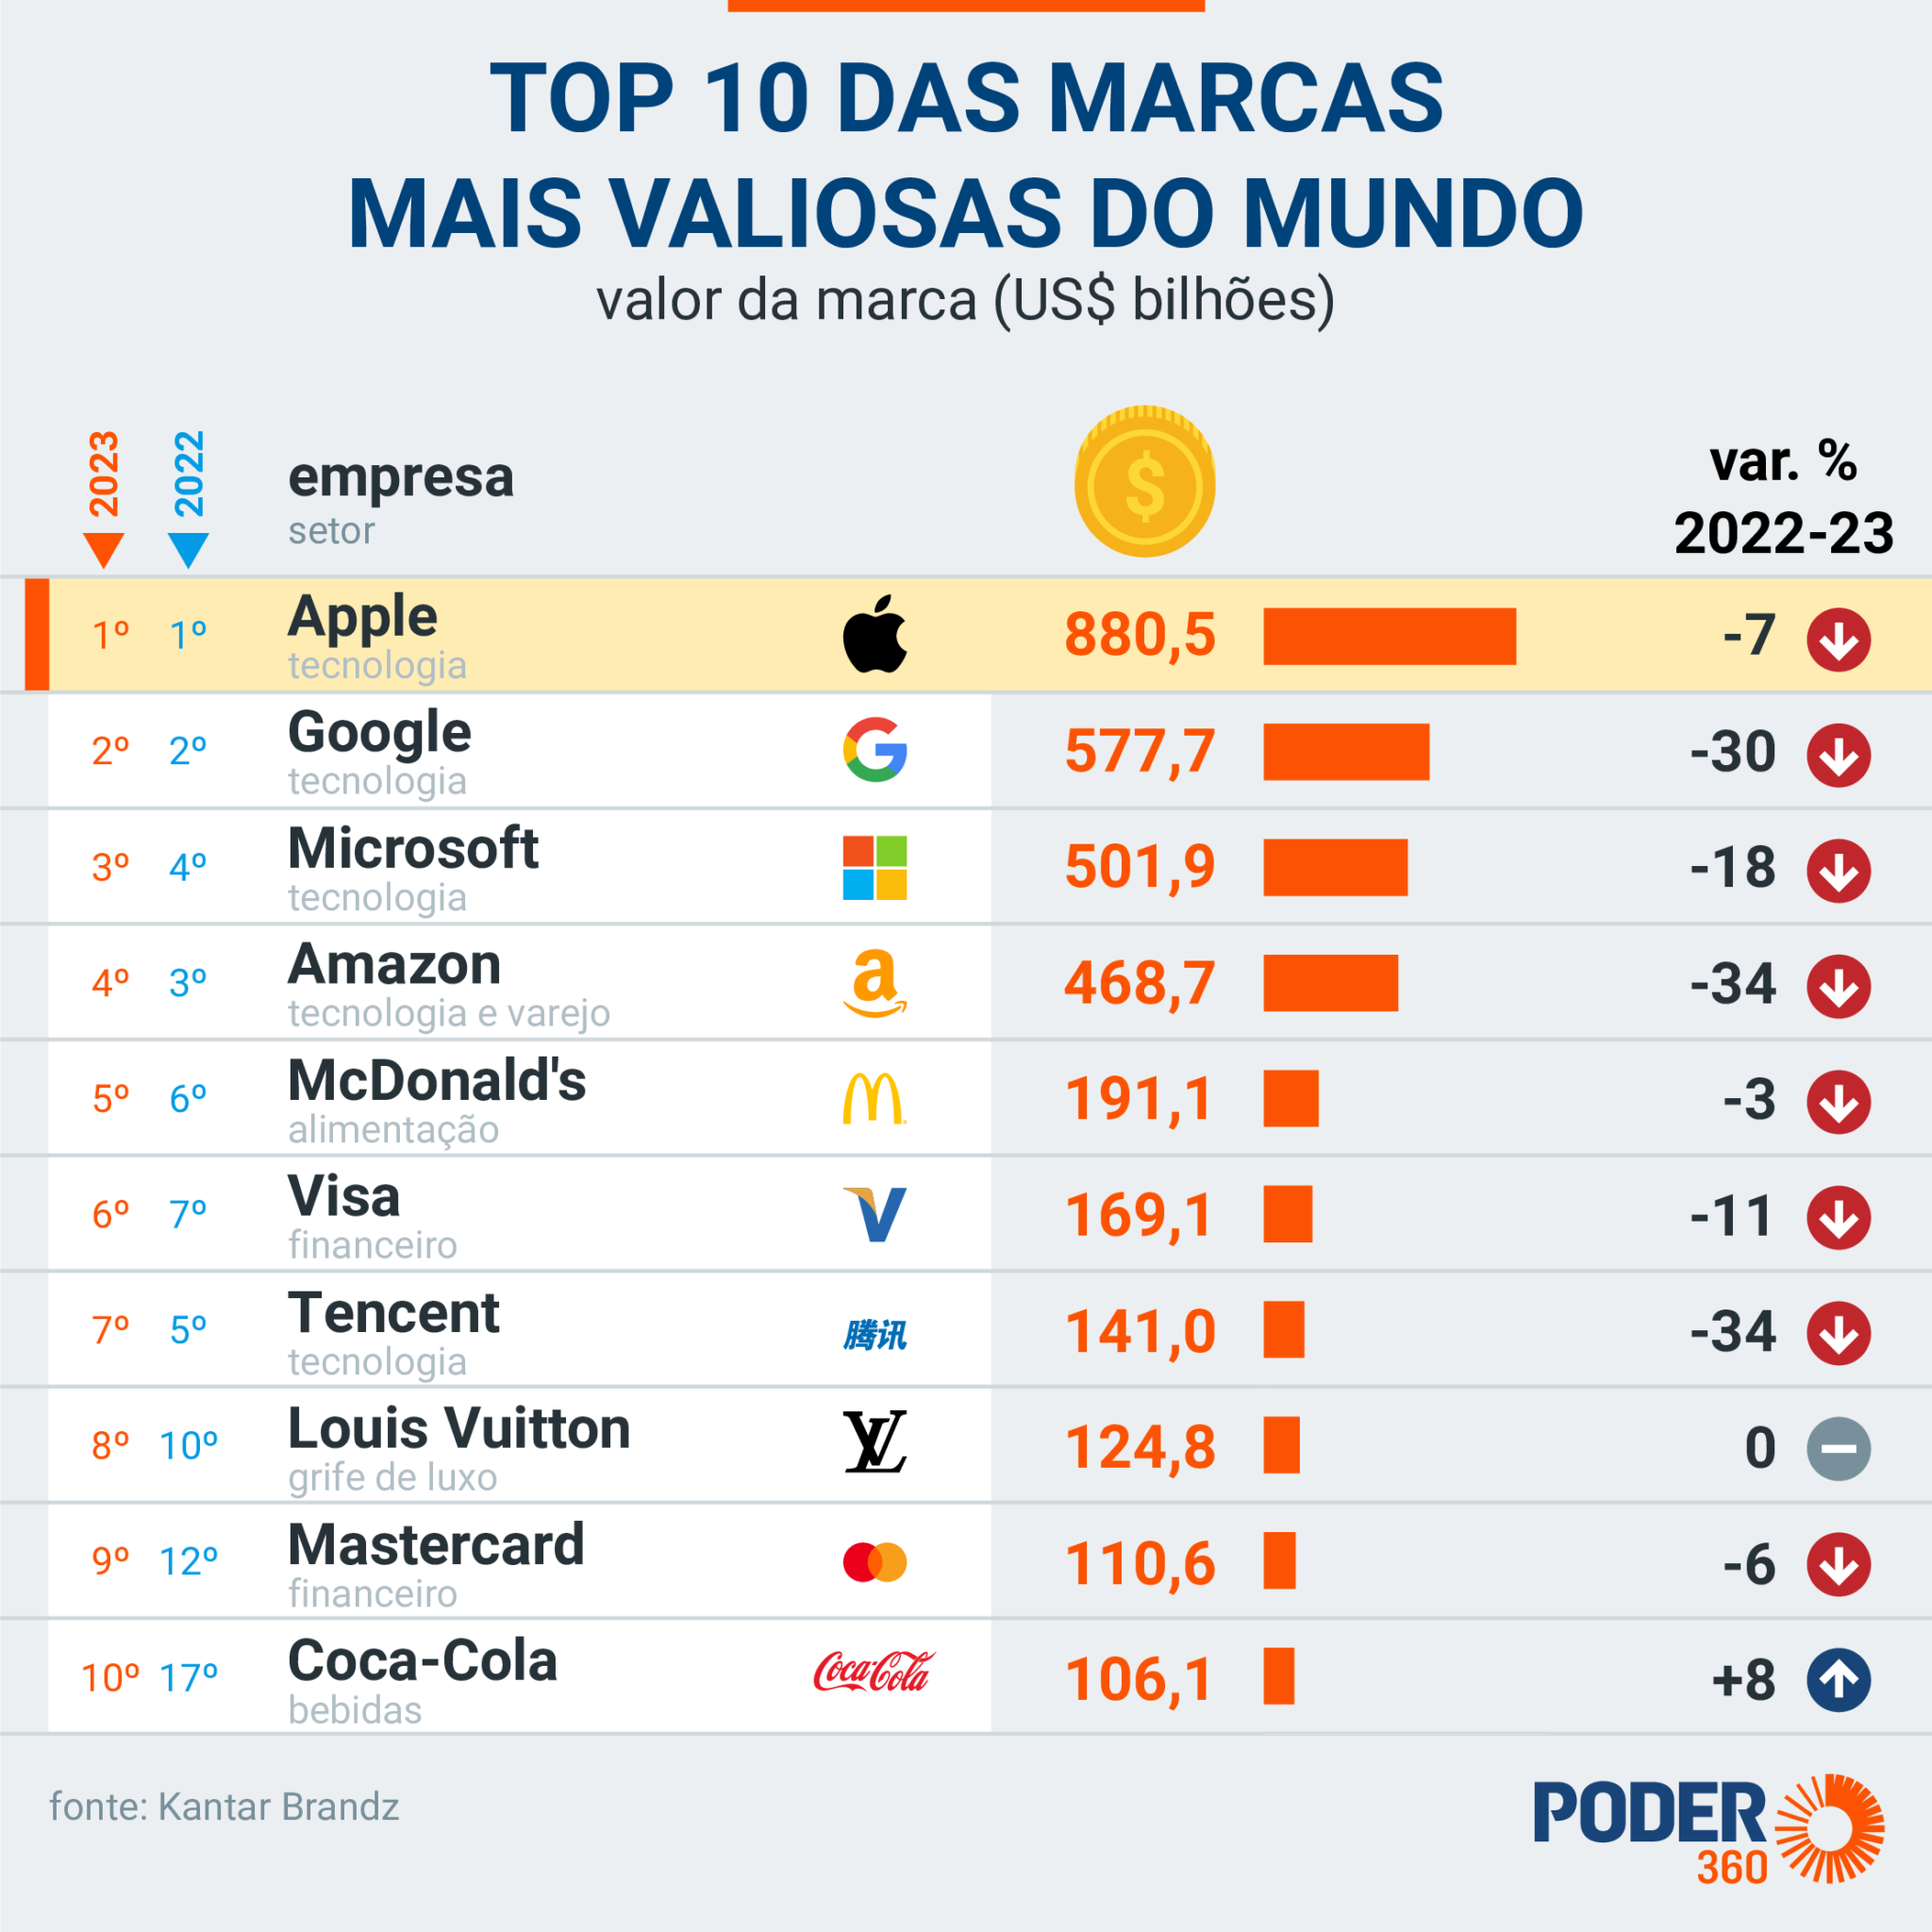 TOP 10 DAS MARCAS
MAIS VALIOSAS DO MUNDO
valor da marca (US$ bilhões)
2023
2022
empresa
setor
$
var. %
2022-23
1º 1º Apple 880,5 -7
tecnologia
2º 2º Google G 577,7 -30
tecnologia
3º 4º Microsoft 501,9 -18
tecnologia
4º 3º Amazon a 468,7 -34
tecnologia e varejo
5º 6º McDonald's 191,1 -3
alimentação
6º 7º Visa V 169,1 -11
financeiro
7º 5º Tencent 腾讯 141,0 -34
tecnologia
8º 10º Louis Vuitton LV 124,8 0
grife de luxo
9º 12º Mastercard 110,6 -6
financeiro
10º 17º Coca-Cola Coca-Cola 106,1 +8
bebidas
fonte: Kantar Brandz
PODER
360